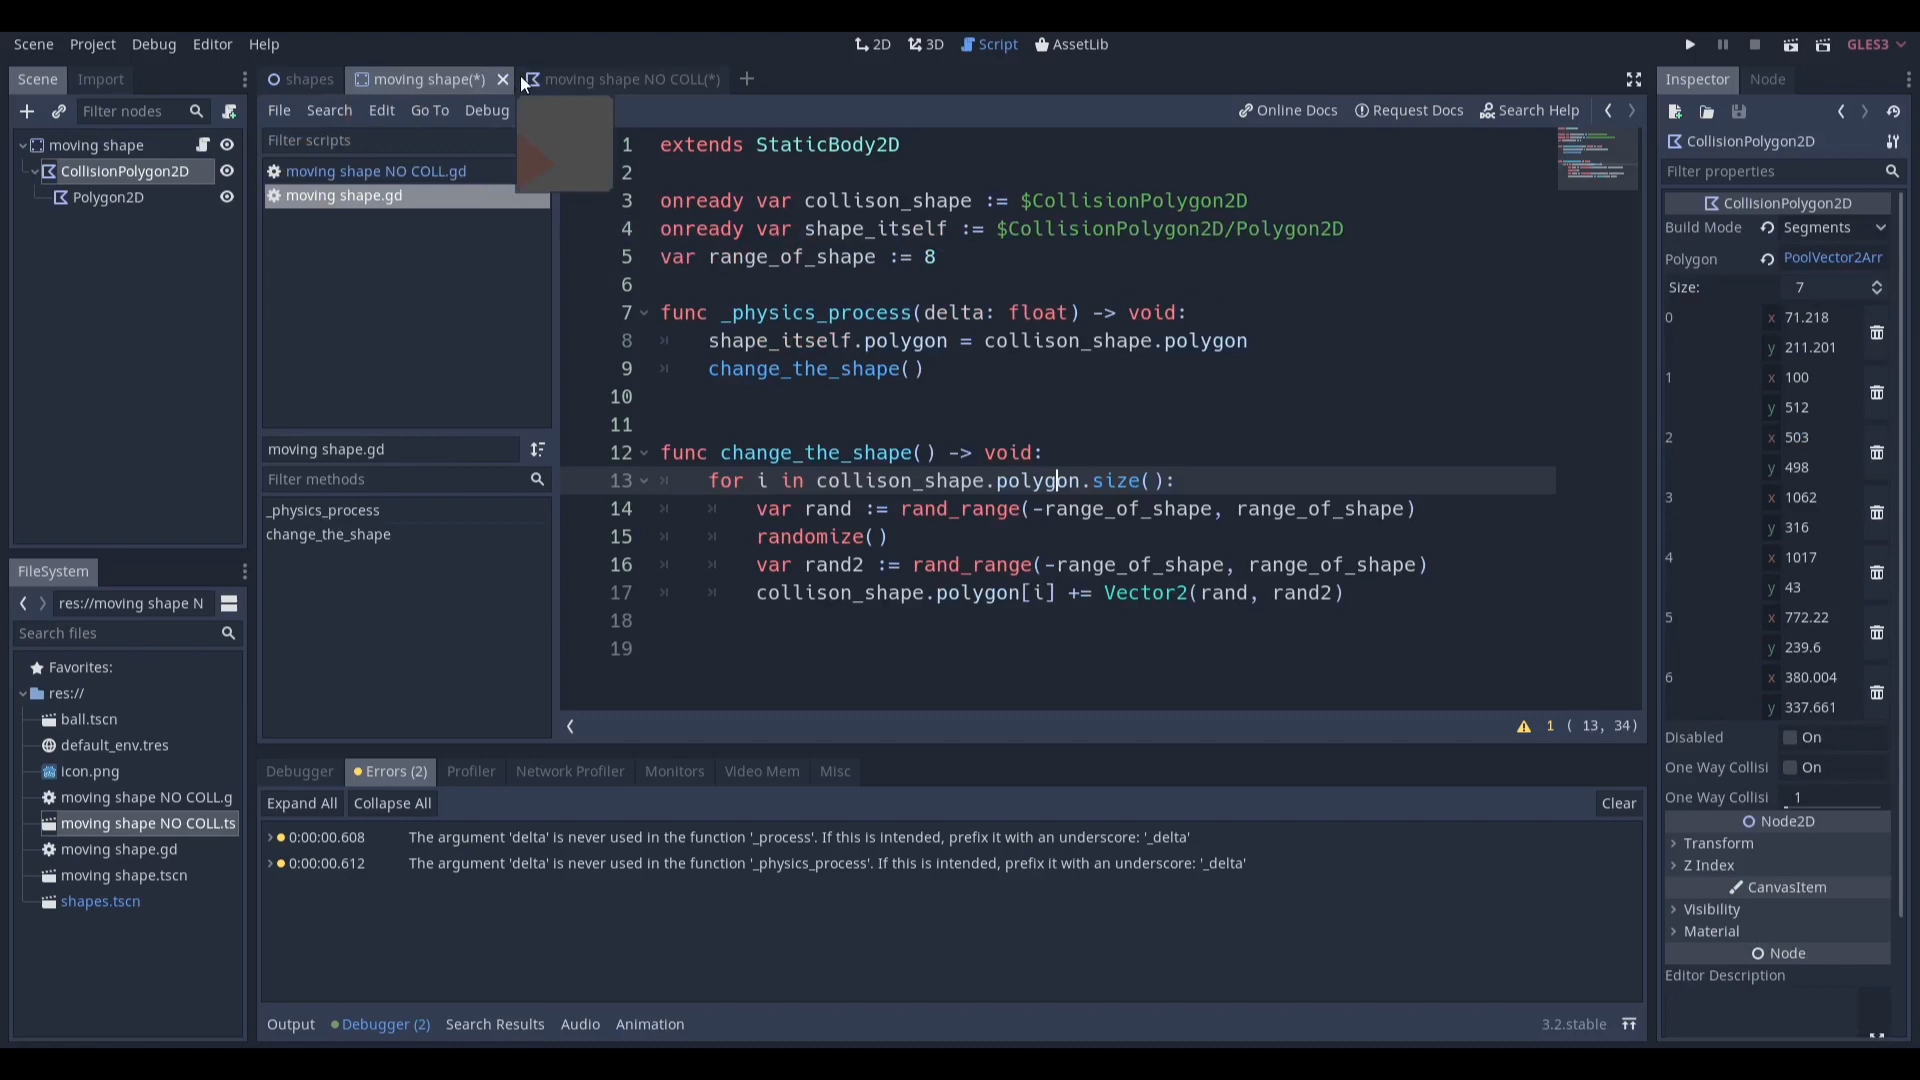 Scene Project Debug Editor Help
2D 3D Script AssetLib
GLES3
Scene Import
Filter nodes
moving shape
CollisionPolygon2D
Polygon2D
FileSystem
res://moving shape N
Search files
Favorites:
res://
ball.tscn
default_env.tres
icon.png
moving shape NO COLL.g
moving shape NO COLL.ts
moving shape.gd
moving shape.tscn
shapes.tscn
shapes moving shape(*) moving shape NO COLL(*)
File Search Edit Go To Debug
Online Docs Request Docs Search Help
Filter scripts
moving shape NO COLL.gd
moving shape.gd
moving shape.gd
Filter methods
_physics_process
change_the_shape
1 extends StaticBody2D
2
3 onready var collison_shape := $CollisionPolygon2D
4 onready var shape_itself := $CollisionPolygon2D/Polygon2D
5 var range_of_shape := 8
6
7 func _physics_process(delta: float) -> void:
8 shape_itself.polygon = collison_shape.polygon
9 change_the_shape()
10
11
12 func change_the_shape() -> void:
13 for i in collison_shape.polygon.size():
14 var rand := rand_range(-range_of_shape, range_of_shape)
15 randomize()
16 var rand2 := rand_range(-range_of_shape, range_of_shape)
17 collison_shape.polygon[i] += Vector2(rand, rand2)
18
19
1 ( 13, 34)
Debugger Errors (2) Profiler Network Profiler Monitors Video Mem Misc
Expand All Collapse All Clear
0:00:00.608 The argument 'delta' is never used in the function '_process'. If this is intended, prefix it with an underscore: '_delta'
0:00:00.612 The argument 'delta' is never used in the function '_physics_process'. If this is intended, prefix it with an underscore: '_delta'
Output Debugger (2) Search Results Audio Animation 3.2.stable
Inspector Node
CollisionPolygon2D
Filter properties
CollisionPolygon2D
Build Mode Segments
Polygon PoolVector2Arr
Size: 7
0 x 71.218
y 211.201
1 x 100
y 512
2 x 503
y 498
3 x 1062
y 316
4 x 1017
y 43
5 x 772.22
y 239.6
6 x 380.004
y 337.661
Disabled On
One Way Collisi On
One Way Collisi 1
Node2D
Transform
Z Index
CanvasItem
Visibility
Material
Node
Editor Description